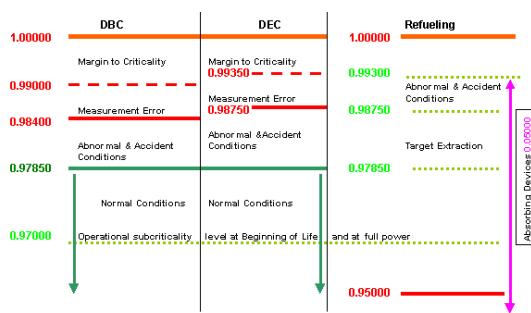 DBC
DEC
Refueling
1.00000
1.00000
Margin to Criticality
Margin to Criticality
0.99350
0.99300
0.99000
Abnormal & Accident
Conditions
Measurement Error
Measurement Error
0.98750
0.98750
0.98400
Abnormal & Accident
Conditions
Abnormal &Accident
Conditions
Target Extraction
0.97850
0.97850
Normal Conditions
Normal Conditions
0.97000
Operational subcriticality level at Beginning of Life and at full power
0.95000
Absorbing Devices 0.05000